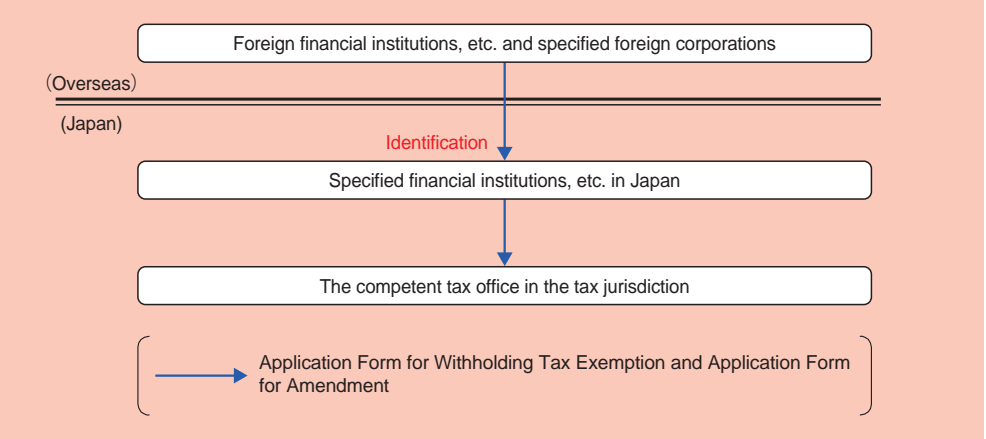 Foreign financial institutions, etc. and specified foreign corporations
（Overseas）
(Japan)
Identification
Specified financial institutions, etc. in Japan
The competent tax office in the tax jurisdiction
Application Form for Withholding Tax Exemption and Application Form
for Amendment